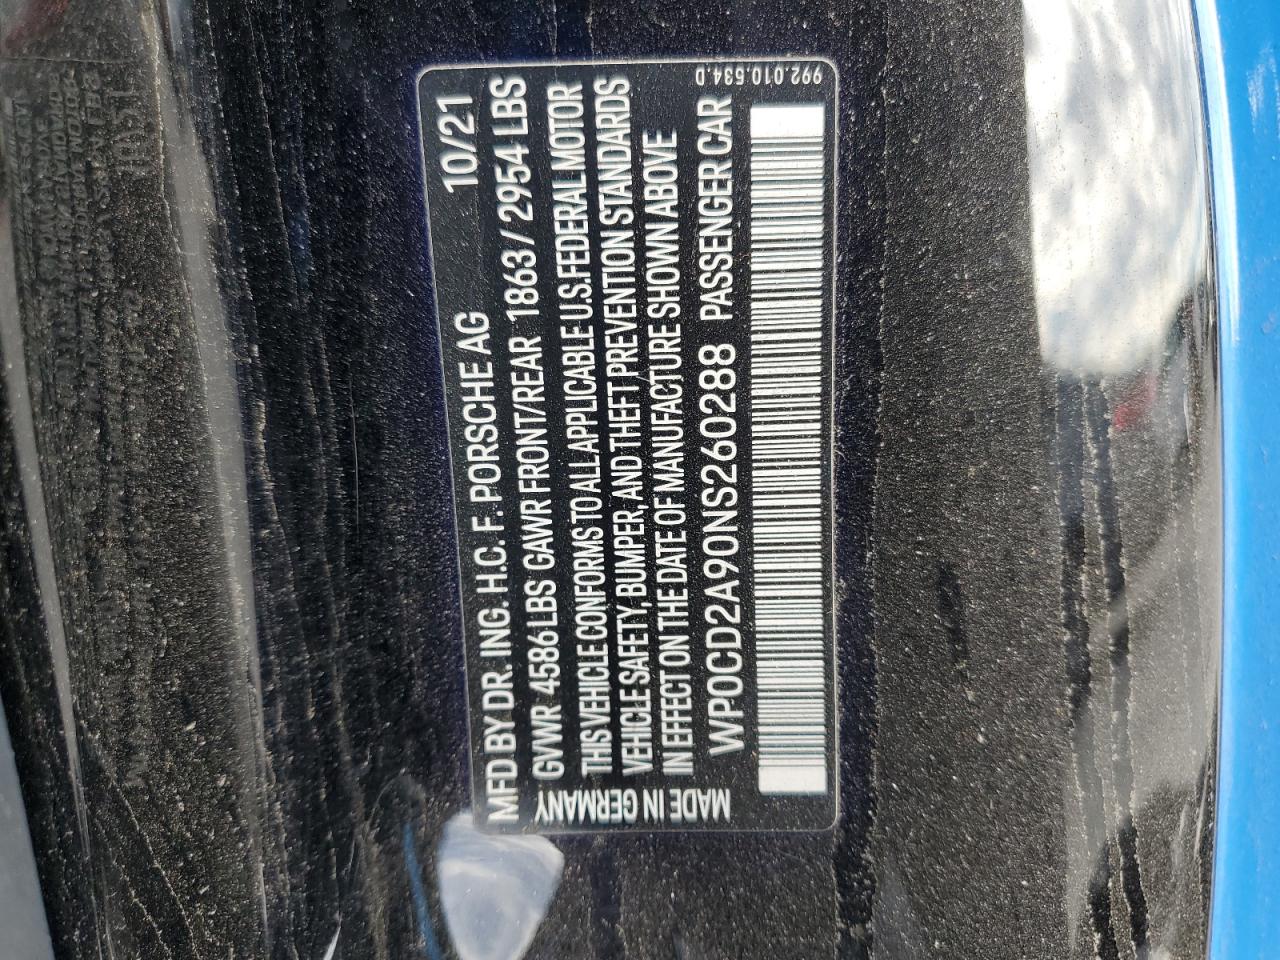 MFD BY DR. ING. H.C. F. PORSCHE AG 10/21
GVWR 4586 LBS GAWR FRONT/REAR 1863 / 2954 LBS
THIS VEHICLE CONFORMS TO ALL APPLICABLE U.S. FEDERAL MOTOR
VEHICLE SAFETY, BUMPER, AND THEFT PREVENTION STANDARDS
IN EFFECT ON THE DATE OF MANUFACTURE SHOWN ABOVE
WP0CD2A90NS260288 PASSENGER CAR
MADE IN GERMANY
992.010.534.D